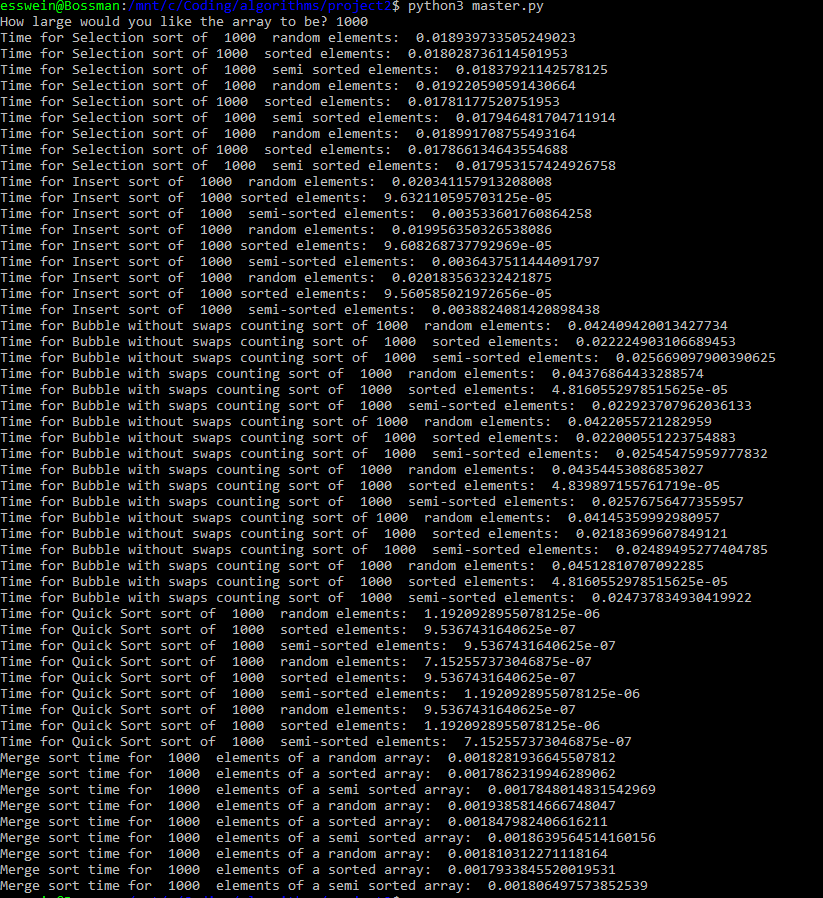 esswein@Bossman:/mnt/c/Coding/algorithms/project2$ python3 master.py
How large would you like the array to be? 1000
Time for Selection sort of  1000  random elements:  0.018939733505249023
Time for Selection sort of 1000  sorted elements:  0.018028736114501953
Time for Selection sort of  1000  semi sorted elements:  0.01837921142578125
Time for Selection sort of  1000  random elements:  0.019220590591430664
Time for Selection sort of 1000  sorted elements:  0.01781177520751953
Time for Selection sort of  1000  semi sorted elements:  0.017946481704711914
Time for Selection sort of  1000  random elements:  0.018991708755493164
Time for Selection sort of 1000  sorted elements:  0.017866134643554688
Time for Selection sort of  1000  semi sorted elements:  0.017953157424926758
Time for Insert sort of  1000  random elements:  0.020341157913208008
Time for Insert sort of  1000 sorted elements:  9.632110595703125e-05
Time for Insert sort of  1000  semi-sorted elements:  0.003533601760864258
Time for Insert sort of  1000  random elements:  0.019956350326538086
Time for Insert sort of  1000 sorted elements:  9.608268737792969e-05
Time for Insert sort of  1000  semi-sorted elements:  0.0036437511444091797
Time for Insert sort of  1000  random elements:  0.020183563232421875
Time for Insert sort of  1000 sorted elements:  9.560585021972656e-05
Time for Insert sort of  1000  semi-sorted elements:  0.0038824081420898438
Time for Bubble without swaps counting sort of 1000  random elements:  0.042409420013427734
Time for Bubble without swaps counting sort of  1000  sorted elements:  0.022224903106689453
Time for Bubble without swaps counting sort of  1000  semi-sorted elements:  0.025669097900390625
Time for Bubble with swaps counting sort of  1000  random elements:  0.04376864433288574
Time for Bubble with swaps counting sort of  1000  sorted elements:  4.8160552978515625e-05
Time for Bubble with swaps counting sort of  1000  semi-sorted elements:  0.022923707962036133
Time for Bubble without swaps counting sort of 1000  random elements:  0.0422055721282959
Time for Bubble without swaps counting sort of  1000  sorted elements:  0.022000551223754883
Time for Bubble without swaps counting sort of  1000  semi-sorted elements:  0.02545475959777832
Time for Bubble with swaps counting sort of  1000  random elements:  0.04354453086853027
Time for Bubble with swaps counting sort of  1000  sorted elements:  4.839897155761719e-05
Time for Bubble with swaps counting sort of  1000  semi-sorted elements:  0.02576756477355957
Time for Bubble without swaps counting sort of 1000  random elements:  0.04145359992980957
Time for Bubble without swaps counting sort of  1000  sorted elements:  0.02183699607849121
Time for Bubble without swaps counting sort of  1000  semi-sorted elements:  0.02489495277404785
Time for Bubble with swaps counting sort of  1000  random elements:  0.04512810707092285
Time for Bubble with swaps counting sort of  1000  sorted elements:  4.8160552978515625e-05
Time for Bubble with swaps counting sort of  1000  semi-sorted elements:  0.024737834930419922
Time for Quick Sort sort of  1000  random elements:  1.1920928955078125e-06
Time for Quick Sort sort of  1000  sorted elements:  9.5367431640625e-07
Time for Quick Sort sort of  1000  semi-sorted elements:  9.5367431640625e-07
Time for Quick Sort sort of  1000  random elements:  7.152557373046875e-07
Time for Quick Sort sort of  1000  sorted elements:  9.5367431640625e-07
Time for Quick Sort sort of  1000  semi-sorted elements:  1.1920928955078125e-06
Time for Quick Sort sort of  1000  random elements:  9.5367431640625e-07
Time for Quick Sort sort of  1000  sorted elements:  1.1920928955078125e-06
Time for Quick Sort sort of  1000  semi-sorted elements:  7.152557373046875e-07
Merge sort time for  1000  elements of a random array:  0.0018281936645507812
Merge sort time for  1000  elements of a sorted array:  0.0017862319946289062
Merge sort time for  1000  elements of a semi sorted array:  0.0017848014831542969
Merge sort time for  1000  elements of a random array:  0.0019385814666748047
Merge sort time for  1000  elements of a sorted array:  0.001847982406616211
Merge sort time for  1000  elements of a semi sorted array:  0.0018639564514160156
Merge sort time for  1000  elements of a random array:  0.001810312271118164
Merge sort time for  1000  elements of a sorted array:  0.0017933845520019531
Merge sort time for  1000  elements of a semi sorted array:  0.001806497573852539